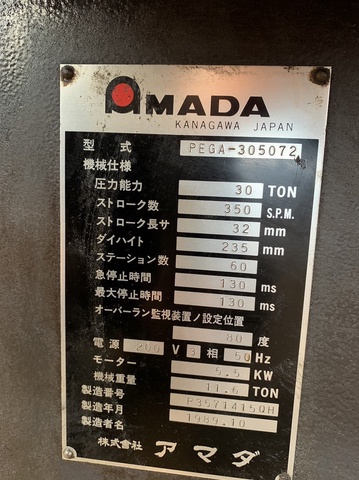 AMADA
KANAGAWA JAPAN
型式 PEGA-305072
機械仕様
圧力能力 30 TON
ストローク数 350 S.P.M.
ストローク長サ 32 mm
ダイハイト 235 mm
ステーション数 60
急停止時間 130 ms
最大停止時間 130 ms
オーバーラン監視装置ノ設定位置
80 度
電源 200 V 3 相 50 Hz
モーター 5.5 KW
機械重量 11.6 TON
製造番号 P3571415QH
製造年月 1989.10
製造者名
株式会社 アマダ